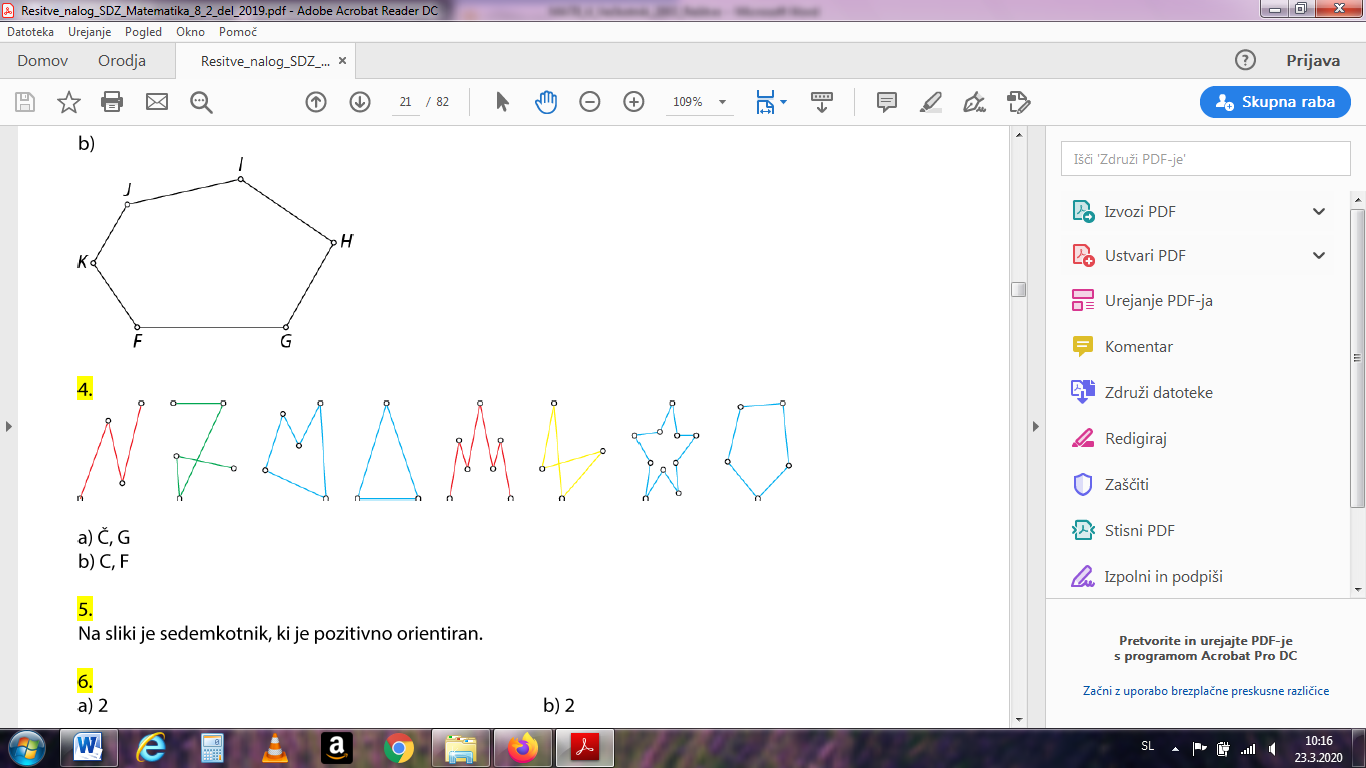 Resitve_nalog_SDZ_Matematika_8_2_del_2019.pdf - Adobe Acrobat Reader DC
Datoteka Urejanje Pogled Okno Pomoč
Domov Orodja Resitve_nalog_SDZ_... × Prijava
21 / 82 109% Skupna raba
b)
I
J
H
K
F G
4.
a) Č, G
b) C, F
5.
Na sliki je sedemkotnik, ki je pozitivno orientiran.
6.
a) 2 b) 2
Išči 'Združi PDF-je'
Izvozi PDF
Ustvari PDF
Urejanje PDF-ja
Komentar
Združi datoteke
Redigiraj
Zaščiti
Stisni PDF
Izpolni in podpiši
Pretvorite in urejajte PDF-je
s programom Acrobat Pro DC
Začni z uporabo brezplačne preskusne različice
SL 10:16
23.3.2020